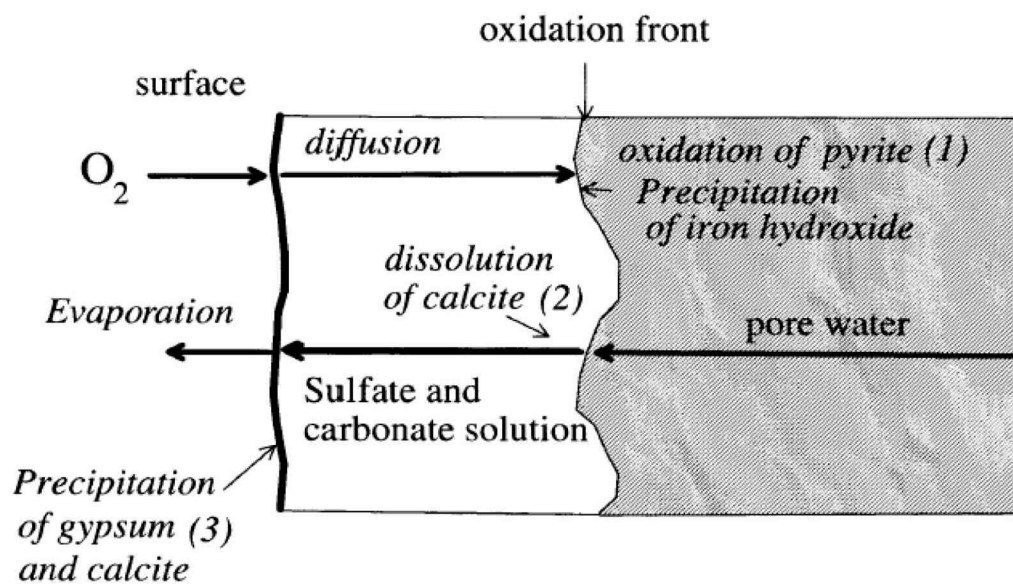 oxidation front
surface
O₂
diffusion
oxidation of pyrite (1)
Precipitation
of iron hydroxide
dissolution
of calcite (2)
Evaporation
pore water
Sulfate and
carbonate solution
Precipitation
of gypsum (3)
and calcite